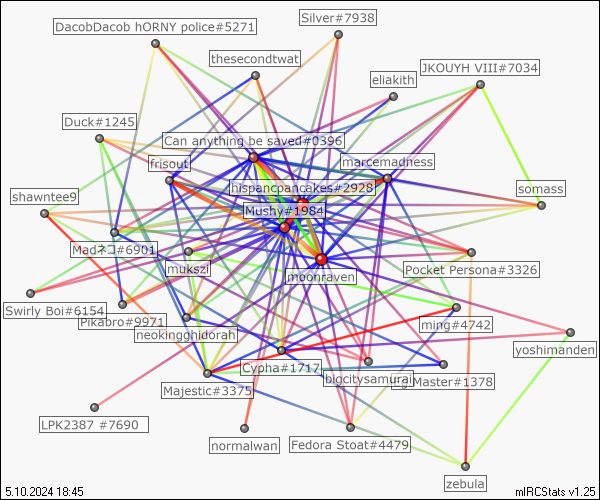 Silver#7938
DacobDacob hORNY police#5271
thesecondtwat
JKOUYH VIII#7034
eliakith
Duck#1245
Can anything be saved#0396
frisout
marcemadness
hispancpancakes#2928
shawntee9
somass
Mushy#1984
Madネコ#6901
mukszi
moonraven
Pocket Persona#3326
Swirly Boi#6154
Pikabro#9971
neokingghidorah
ming#4742
yoshimanden
Cypha#1717
bigcitysamurai
Master#1378
Majestic#3375
LPK2387 #7690
normalwan
Fedora Stoat#4479
zebula
5.10.2024 18:45
mIRCStats v1.25